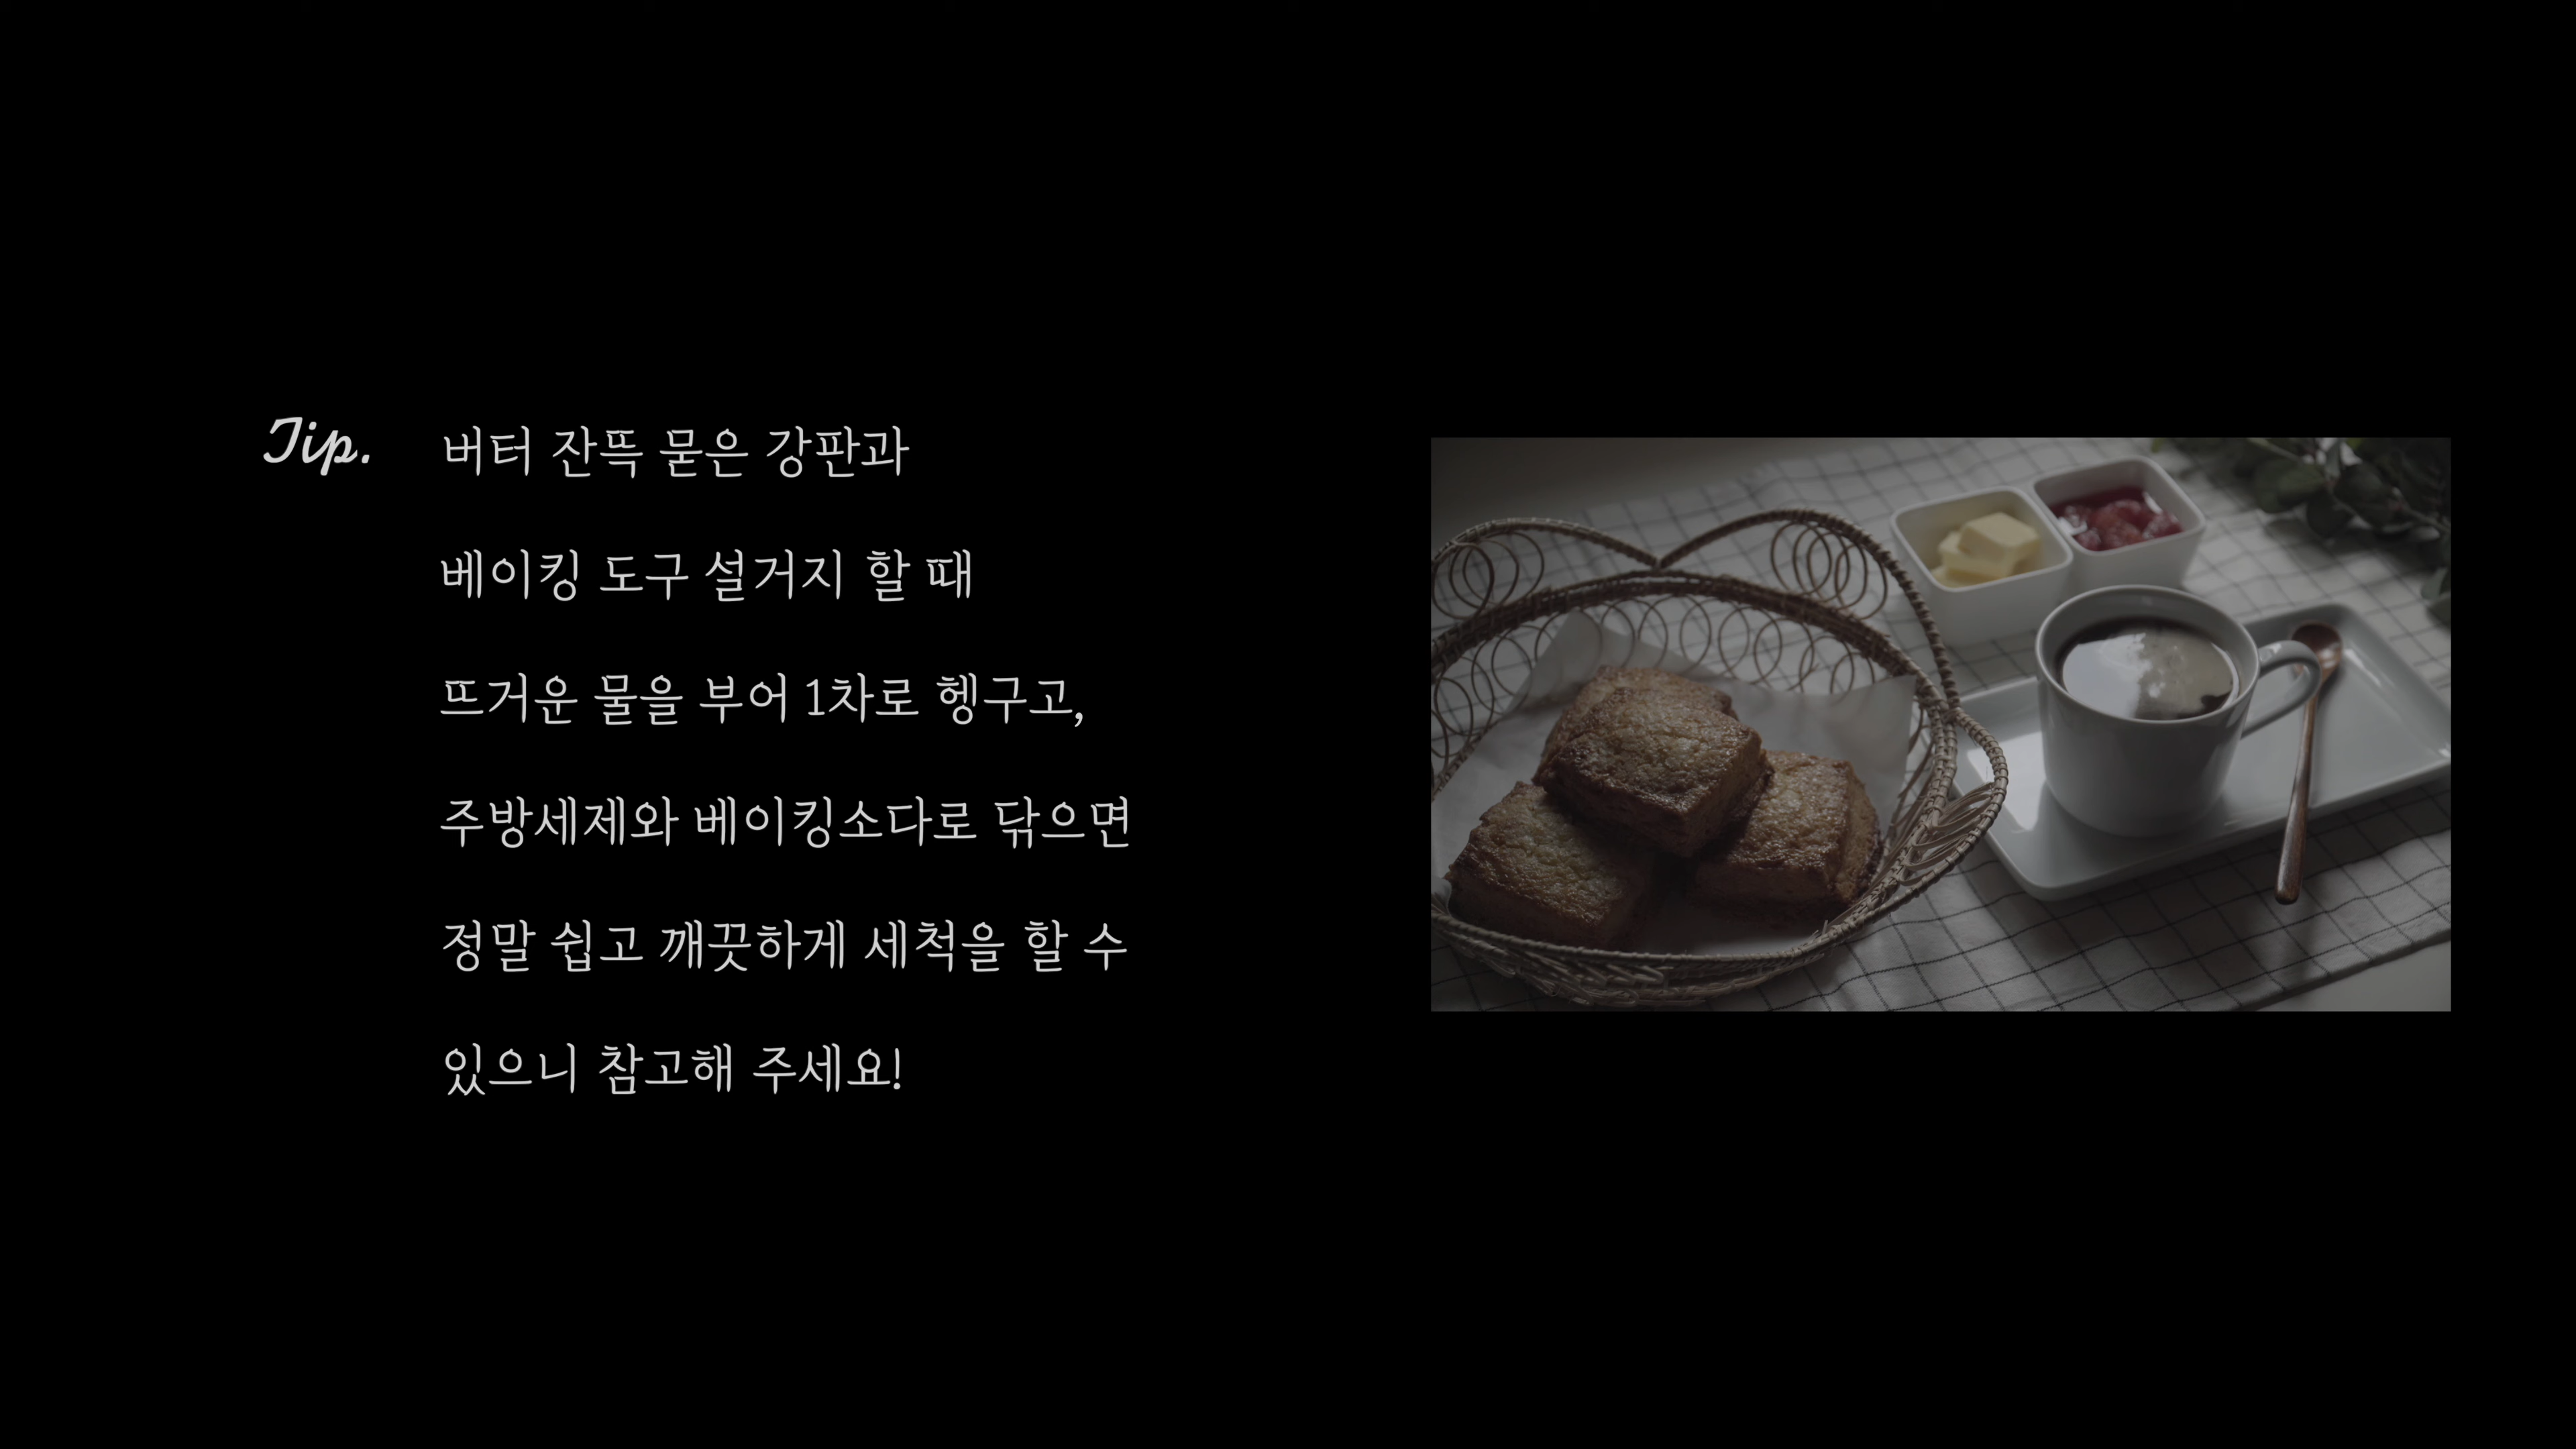 Tip. 버터 잔뜩 묻은 강판과
베이킹 도구 설거지 할 때
뜨거운 물을 부어 1차로 헹구고,
주방세제와 베이킹소다로 닦으면
정말 쉽고 깨끗하게 세척을 할 수
있으니 참고해 주세요!